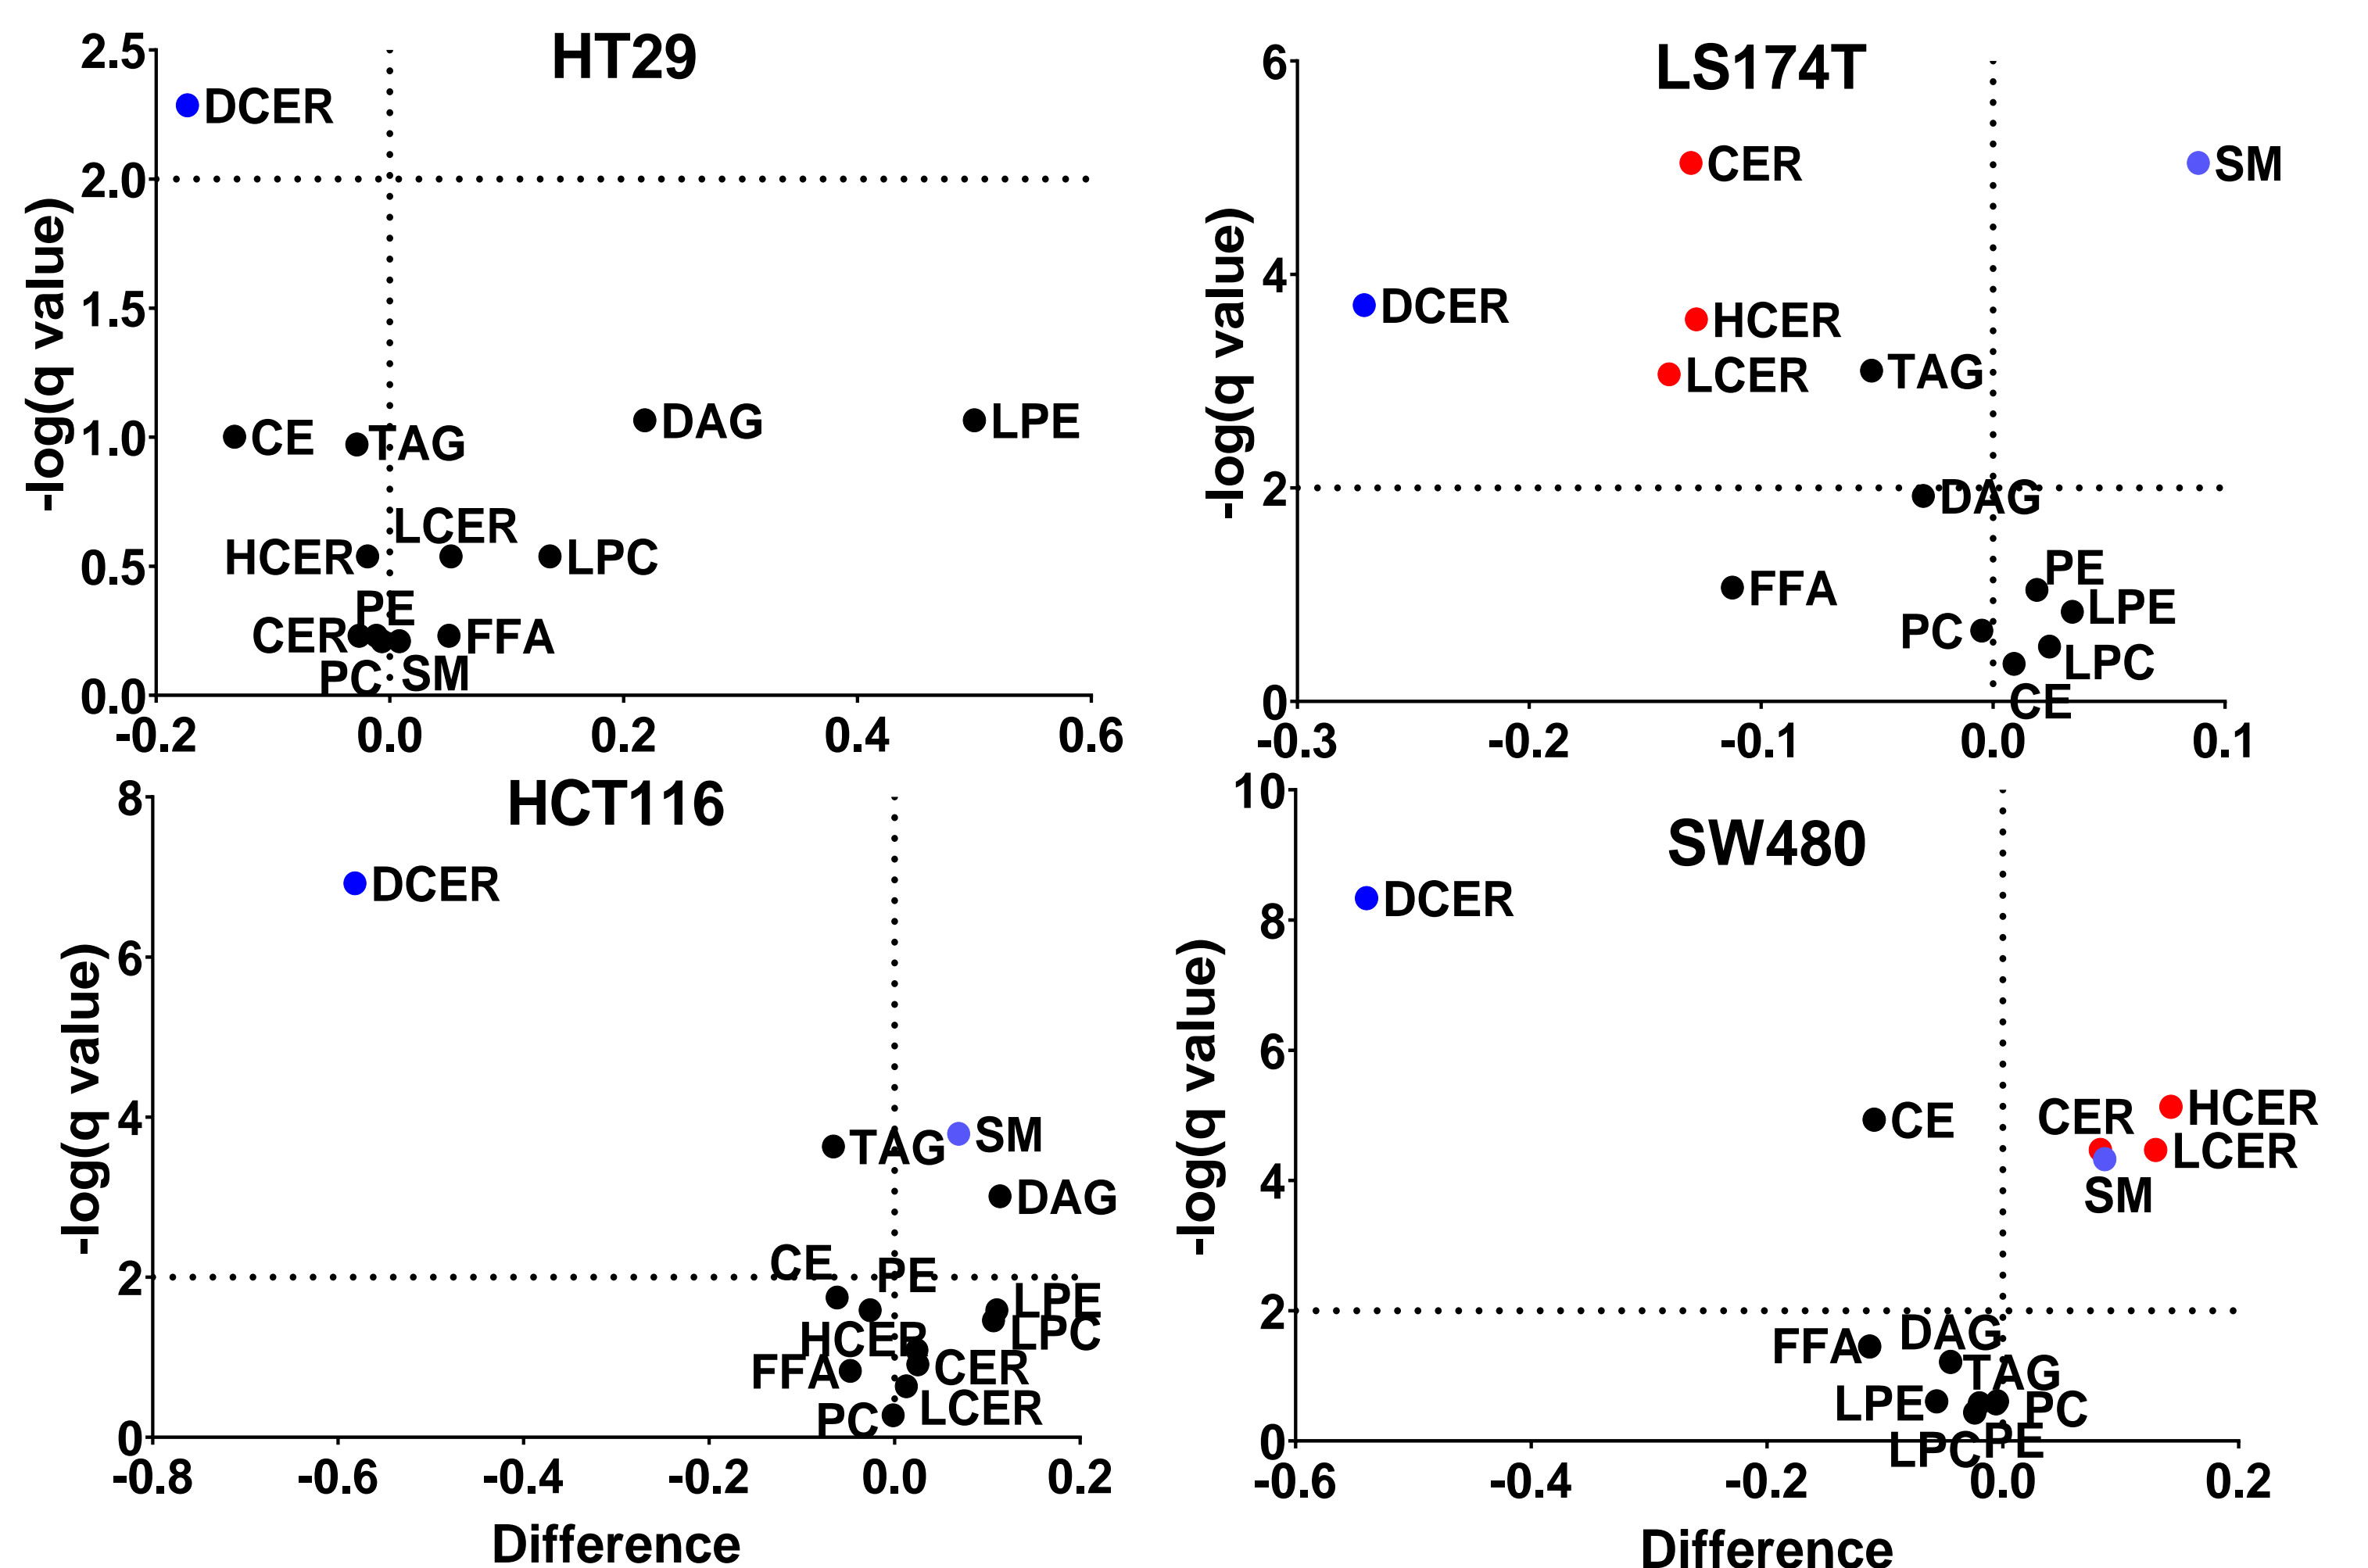 HT29
-log(q value)
2.5
2.0
1.5
1.0
0.5
0.0
DCER
CE
TAG
DAG
LPE
LCER
HCER
LPC
PE
CER
FFA
PC
SM
-0.2
0.0
0.2
0.4
0.6
LS174T
-log(q value)
6
4
2
0
CER
SM
DCER
HCER
LCER
TAG
DAG
FFA
PE
LPE
PC
LPC
CE
-0.3
-0.2
-0.1
0.0
0.1
HCT116
-log(q value)
8
6
4
2
0
DCER
SM
TAG
DAG
CE
PE
LPE
LPC
HCER
FFA
CER
LCER
PC
-0.8
-0.6
-0.4
-0.2
0.0
0.2
Difference
SW480
-log(q value)
10
8
6
4
2
0
DCER
CE
CER
HCER
LCER
SM
DAG
FFA
TAG
LPE
PC
LPC
PE
-0.6
-0.4
-0.2
0.0
0.2
Difference